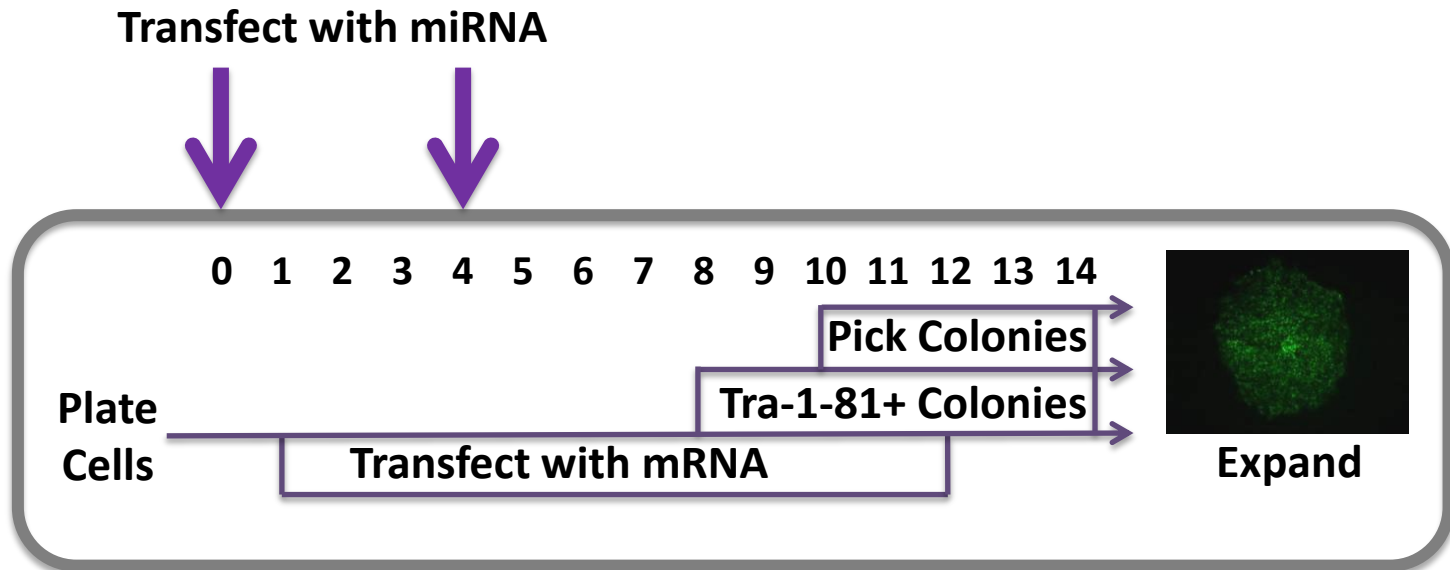 Transfect with miRNA
0 1 2 3 4 5 6 7 8 9 10 11 12 13 14
Pick Colonies
Tra-1-81+ Colonies
Plate
Cells
Transfect with mRNA
Expand